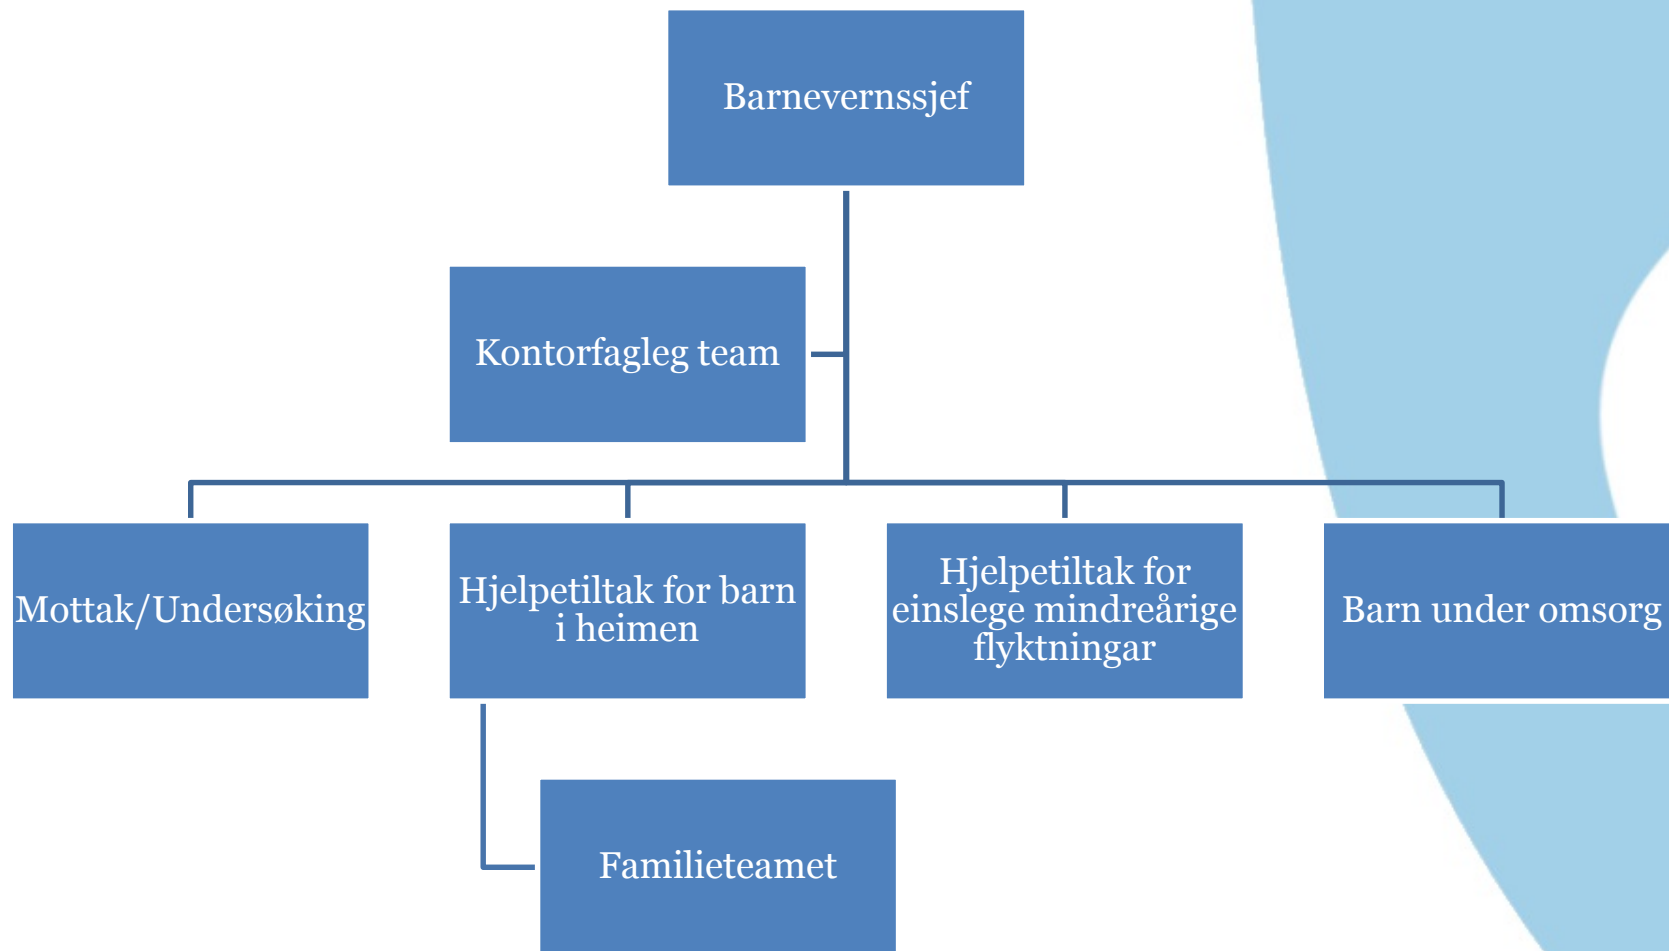 Barnevernssjef
Kontorfagleg team
Mottak/Undersøking
Hjelpetiltak for barn
i heimen
Hjelpetiltak for
einslege mindreårige
flyktningar
Barn under omsorg
Familieteamet